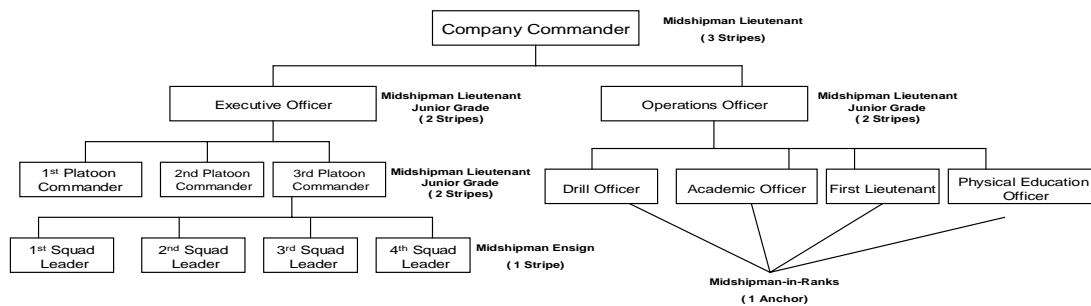 Company Commander
Midshipman Lieutenant
( 3 Stripes)
Executive Officer
Midshipman Lieutenant
Junior Grade
( 2 Stripes)
Operations Officer
Midshipman Lieutenant
Junior Grade
( 2 Stripes)
1st Platoon
Commander
2nd Platoon
Commander
3rd Platoon
Commander
Midshipman Lieutenant
Junior Grade
( 2 Stripes)
Drill Officer
Academic Officer
First Lieutenant
Physical Education
Officer
1st Squad
Leader
2nd Squad
Leader
3rd Squad
Leader
4th Squad
Leader
Midshipman Ensign
( 1 Stripe)
Midshipman-in-Ranks
( 1 Anchor)